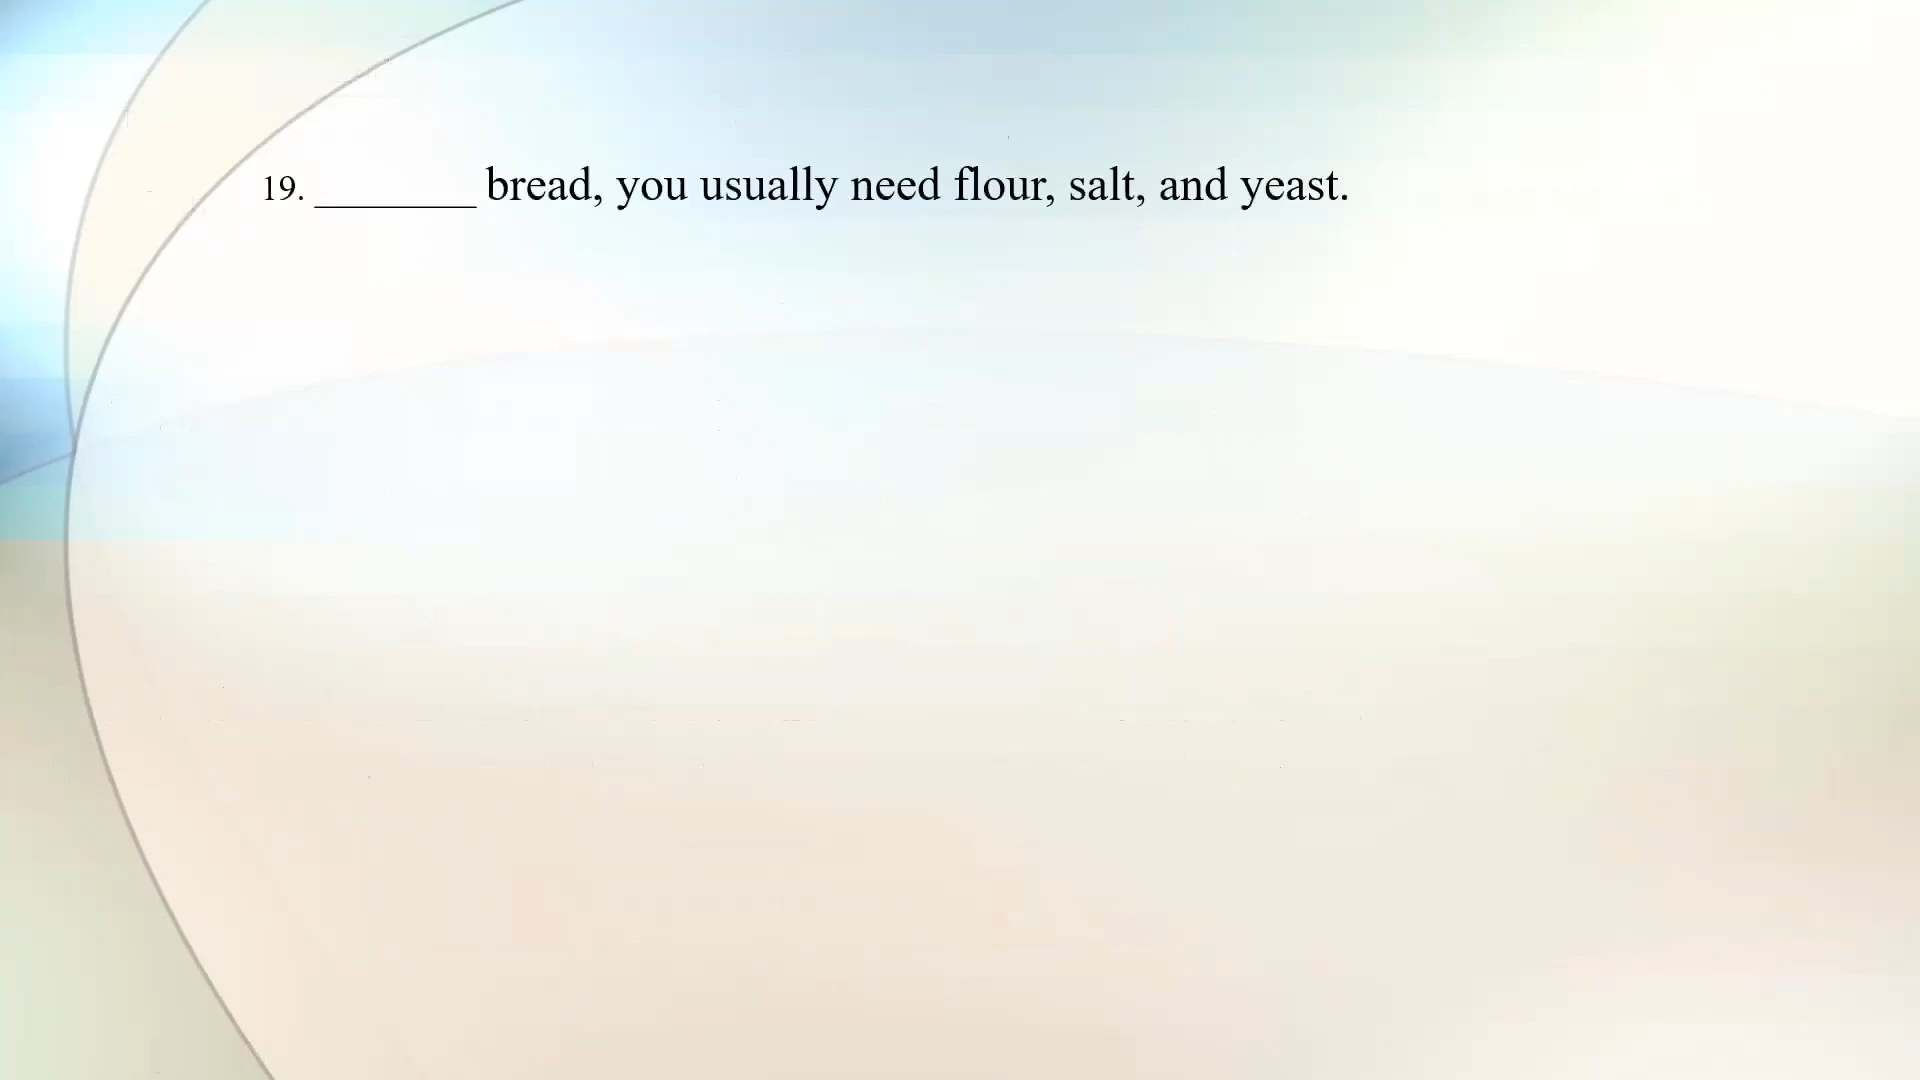 19. ________ bread, you usually need flour, salt, and yeast.